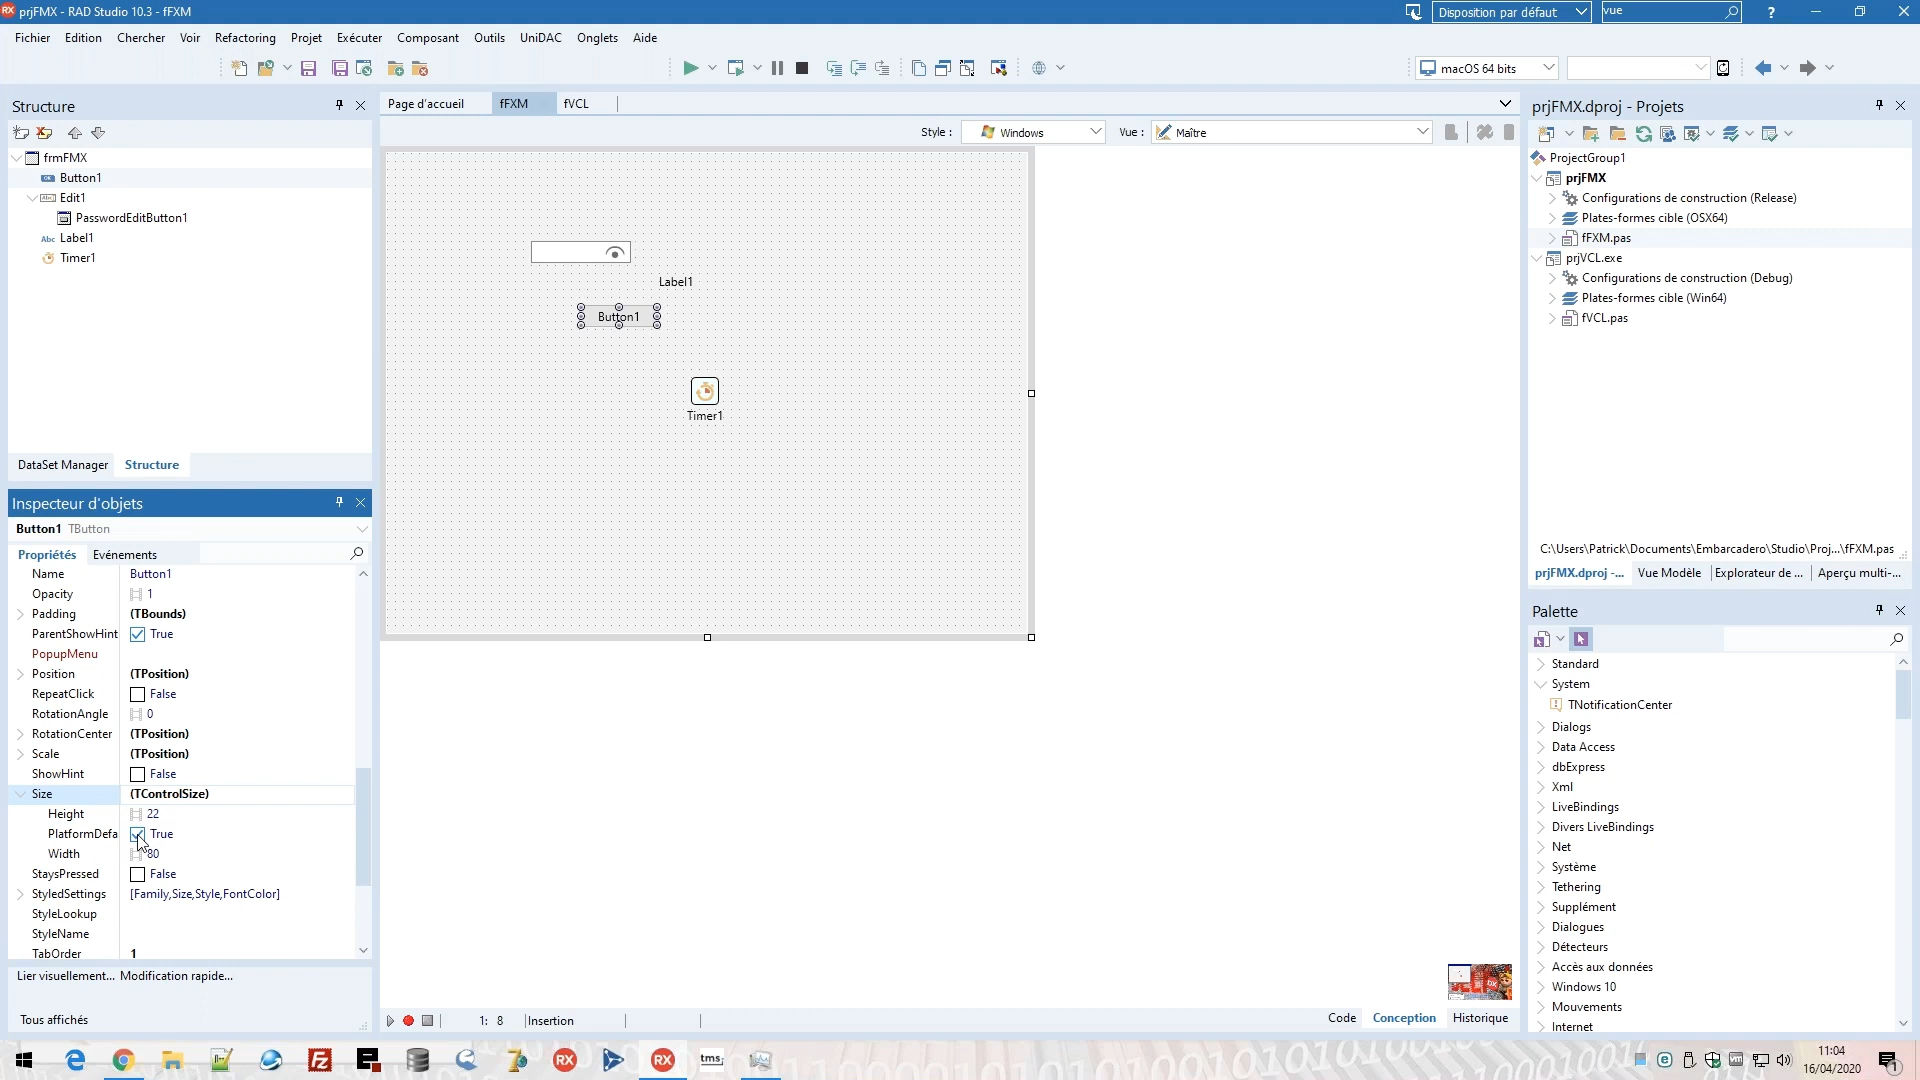 prjFMX - RAD Studio 10.3 - fFXM
Disposition par défaut
vue
Fichier Edition Chercher Voir Refactoring Projet Exécuter Composant Outils UniDAC Onglets Aide
macOS 64 bits
Structure
frmFMX
Button1
Edit1
PasswordEditButton1
Label1
Timer1
DataSet Manager Structure
Inspecteur d'objets
Button1 TButton
Propriétés Evénements
Name Button1
Opacity 1
Padding (TBounds)
ParentShowHint True
PopupMenu
Position (TPosition)
RepeatClick False
RotationAngle 0
RotationCenter (TPosition)
Scale (TPosition)
ShowHint False
Size (TControlSize)
Height 22
PlatformDefa True
Width 80
StaysPressed False
StyledSettings [Family,Size,Style,FontColor]
StyleLookup
StyleName
TabOrder 1
Lier visuellement... Modification rapide...
Tous affichés
Page d'accueil fFXM fVCL
Style : Windows Vue : Maître
Label1
Button1
Timer1
1: 8 Insertion
Code Conception Historique
prjFMX.dproj - Projets
ProjectGroup1
prjFMX
Configurations de construction (Release)
Plates-formes cible (OSX64)
fFXM.pas
prjVCL.exe
Configurations de construction (Debug)
Plates-formes cible (Win64)
fVCL.pas
C:\Users\Patrick\Documents\Embarcadero\Studio\Proj...\fFXM.pas
prjFMX.dproj -... Vue Modèle Explorateur de ... Aperçu multi-...
Palette
Standard
System
TNotificationCenter
Dialogs
Data Access
dbExpress
Xml
LiveBindings
Divers LiveBindings
Net
Système
Tethering
Supplément
Dialogues
Détecteurs
Accès aux données
Windows 10
Mouvements
Internet
11:04
16/04/2020